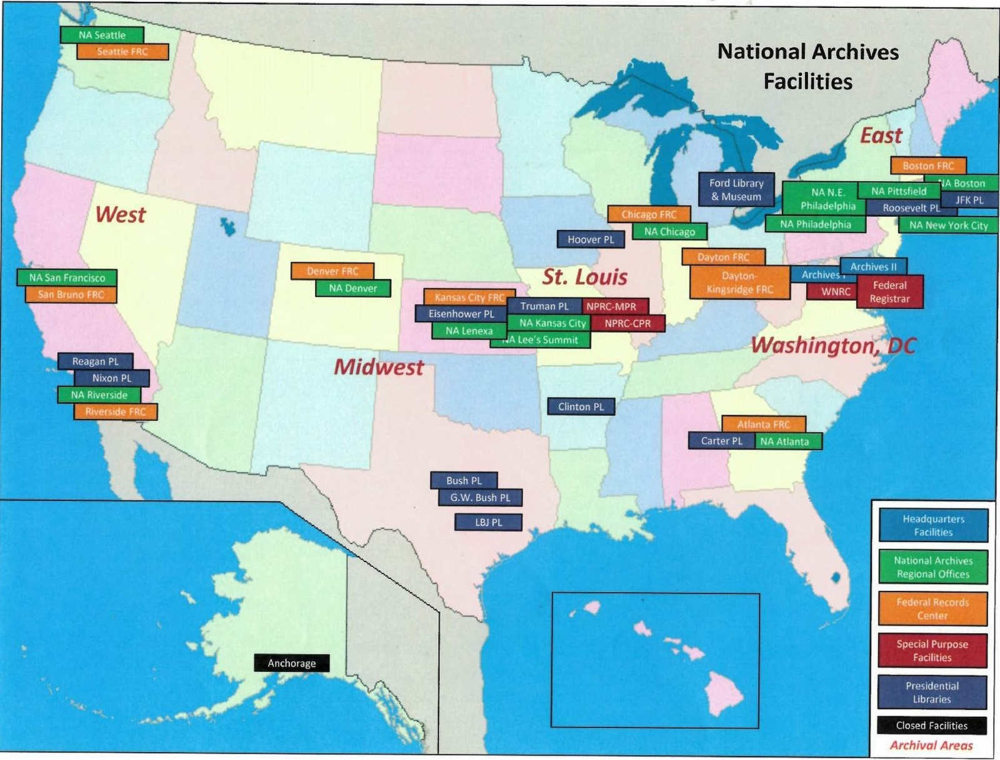 National Archives
Facilities
NA Seattle
Seattle FRC
East
Boston FRC
NA Boston
Ford Library
& Museum
NA N.E.
Philadelphia
NA Pittsfield
JFK PL
Roosevelt PL
NA Philadelphia
NA New York City
West
Chicago FRC
NA Chicago
Hoover PL
Dayton FRC
Dayton-
Kingsridge FRC
Archives I
Archives II
WNRC
Federal
Registrar
NA San Francisco
San Bruno FRC
Denver FRC
NA Denver
St. Louis
Kansas City FRC
Eisenhower PL
NA Lenexa
Truman PL
NPRC-MPR
NA Kansas City
NPRC-CPR
NA Lee's Summit
Washington, DC
Midwest
Reagan PL
Nixon PL
NA Riverside
Riverside FRC
Clinton PL
Atlanta FRC
Carter PL
NA Atlanta
Bush PL
G.W. Bush PL
LBJ PL
Anchorage
Headquarters
Facilities
National Archives
Regional Offices
Federal Records
Center
Special Purpose
Facilities
Presidential
Libraries
Closed Facilities
Archival Areas